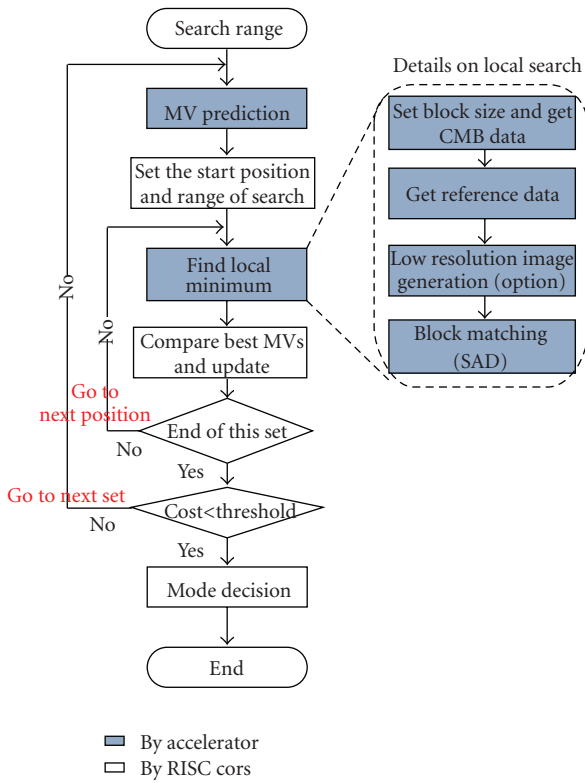 Search range
MV prediction
Set the start position
and range of search
Find local
minimum
Compare best MVs
and update
End of this set
Cost<threshold
Mode decision
End
No
No
Go to
next position
No
Yes
Go to next set
No
Yes
Details on local search
Set block size and get
CMB data
Get reference data
Low resolution image
generation (option)
Block matching
(SAD)
By accelerator
By RISC cors